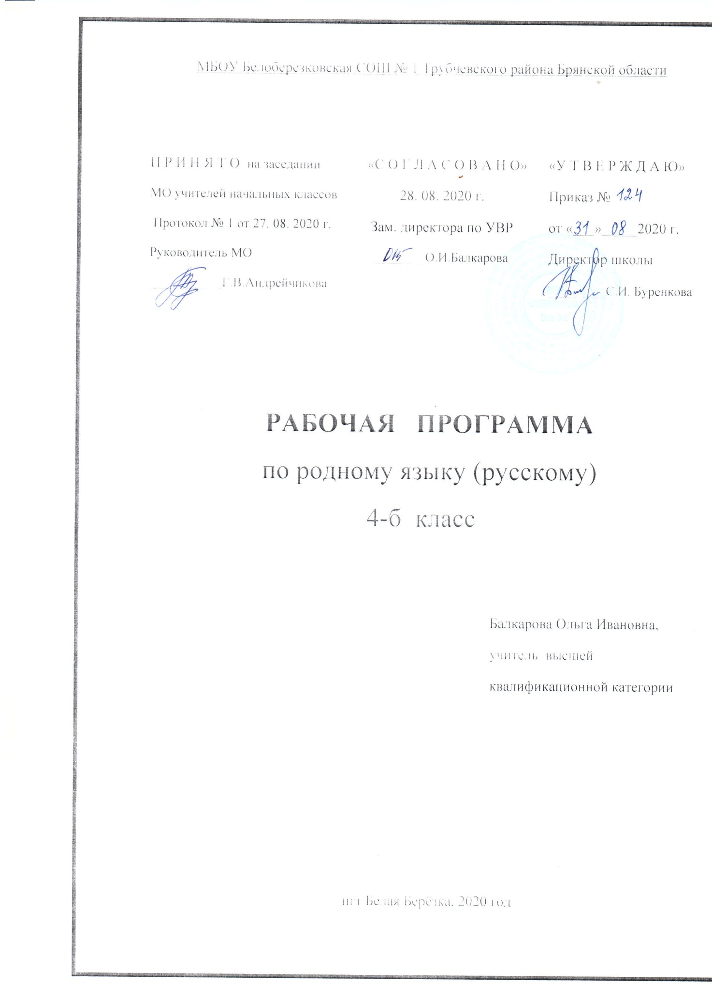 МБОУ Белоберезковская СОШ № 1 Трубчевского района Брянской области
П Р И Н Я Т О на заседании
МО учителей начальных классов
Протокол № 1 от 27. 08. 2020 г.
Руководитель МО
Г.В.Андрейчикова
«С О Г Л А С О В А Н О»
28. 08. 2020 г.
Зам. директора по УВР
О.И.Балкарова
«У Т В Е Р Ж Д А Ю»
Приказ № 124
от «31» 08 2020 г.
Директор школы
С.И. Буренкова
РАБОЧАЯ ПРОГРАММА
по родному языку (русскому)
4-б класс
Балкарова Ольга Ивановна,
учитель высшей
квалификационной категории
пгт Белая Берёзка, 2020 год